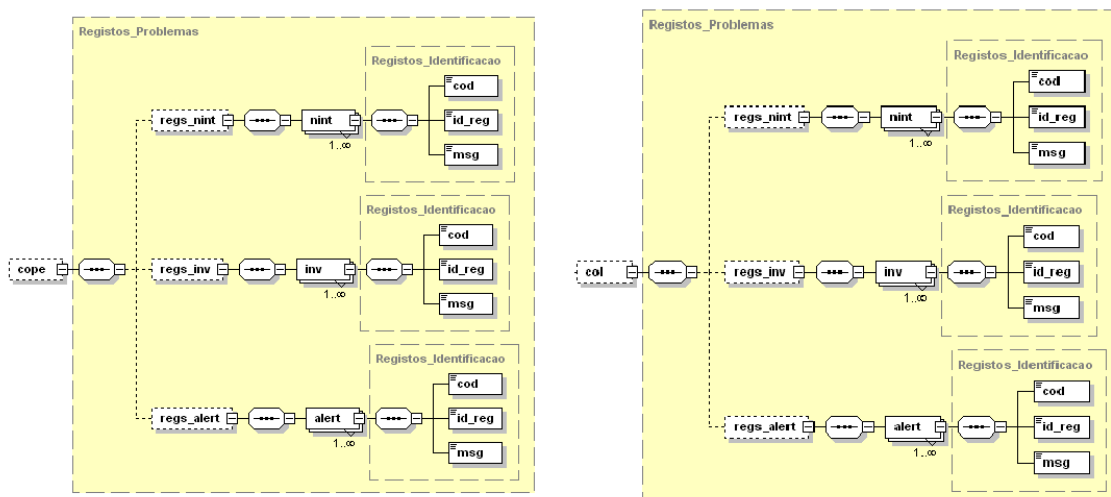 Registos_Problemas
Registos_Identificacao
cod
regs_nint
nint
id_reg
1..∞
msg
Registos_Identificacao
cod
cope
regs_inv
inv
id_reg
1..∞
msg
Registos_Identificacao
cod
regs_alert
alert
id_reg
1..∞
msg
Registos_Problemas
Registos_Identificacao
cod
regs_nint
nint
id_reg
1..∞
msg
Registos_Identificacao
cod
col
regs_inv
inv
id_reg
1..∞
msg
Registos_Identificacao
cod
regs_alert
alert
id_reg
1..∞
msg